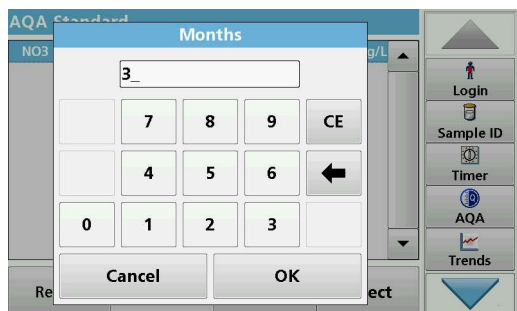 AQA Standard
Months
NO3
g/L
3_
7 8 9 CE
4 5 6
0 1 2 3
Cancel OK
Re
ect
Login
Sample ID
Timer
AQA
Trends